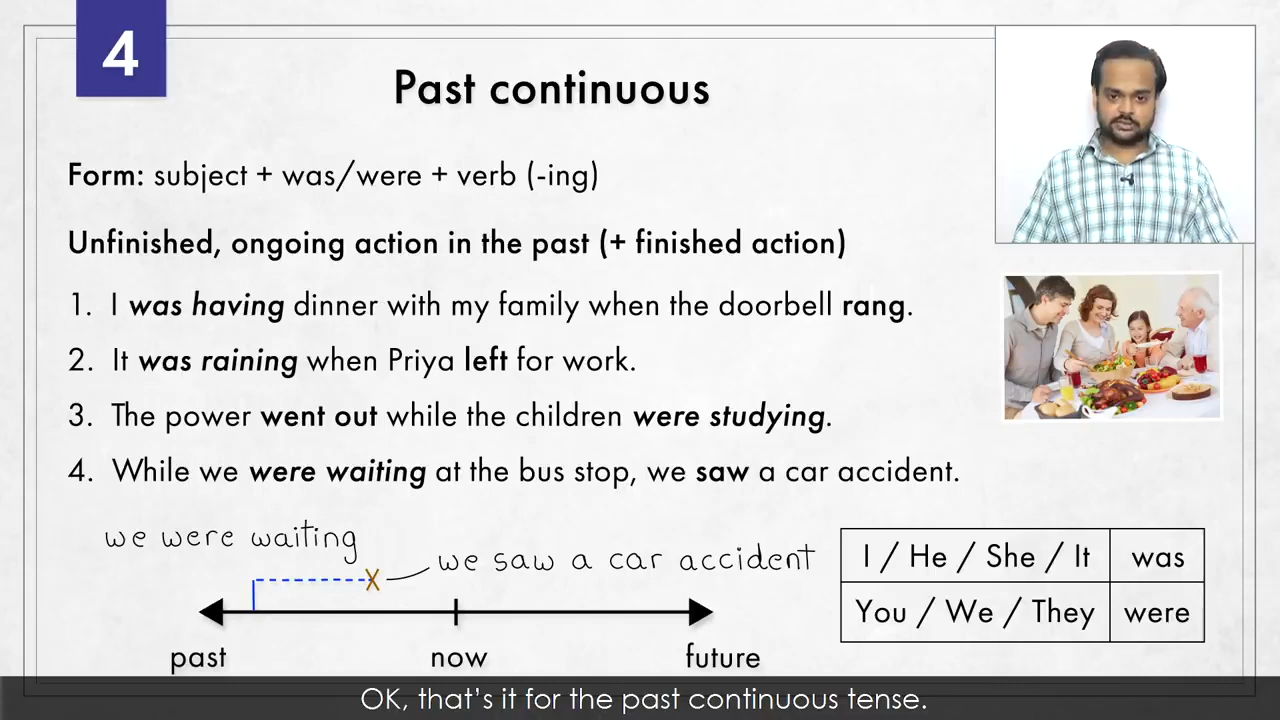 4
Past continuous
Form: subject + was/were + verb (-ing)
Unfinished, ongoing action in the past (+ finished action)
1. I was having dinner with my family when the doorbell rang.
2. It was raining when Priya left for work.
3. The power went out while the children were studying.
4. While we were waiting at the bus stop, we saw a car accident.
we were waiting
we saw a car accident
past now future
I / He / She / It was
You / We / They were
OK, that's it for the past continuous tense.